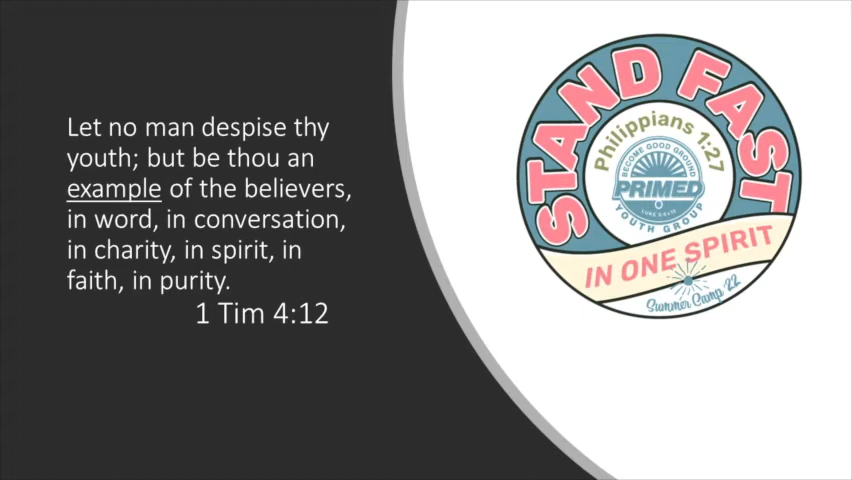 Let no man despise thy
youth; but be thou an
example of the believers,
in word, in conversation,
in charity, in spirit, in
faith, in purity.
1 Tim 4:12
STAND FAST
Philippians 1:27
BECOME GOOD GROUND
PRIMED
YOUTH GROUP
IN ONE SPIRIT
Summer Camp 22